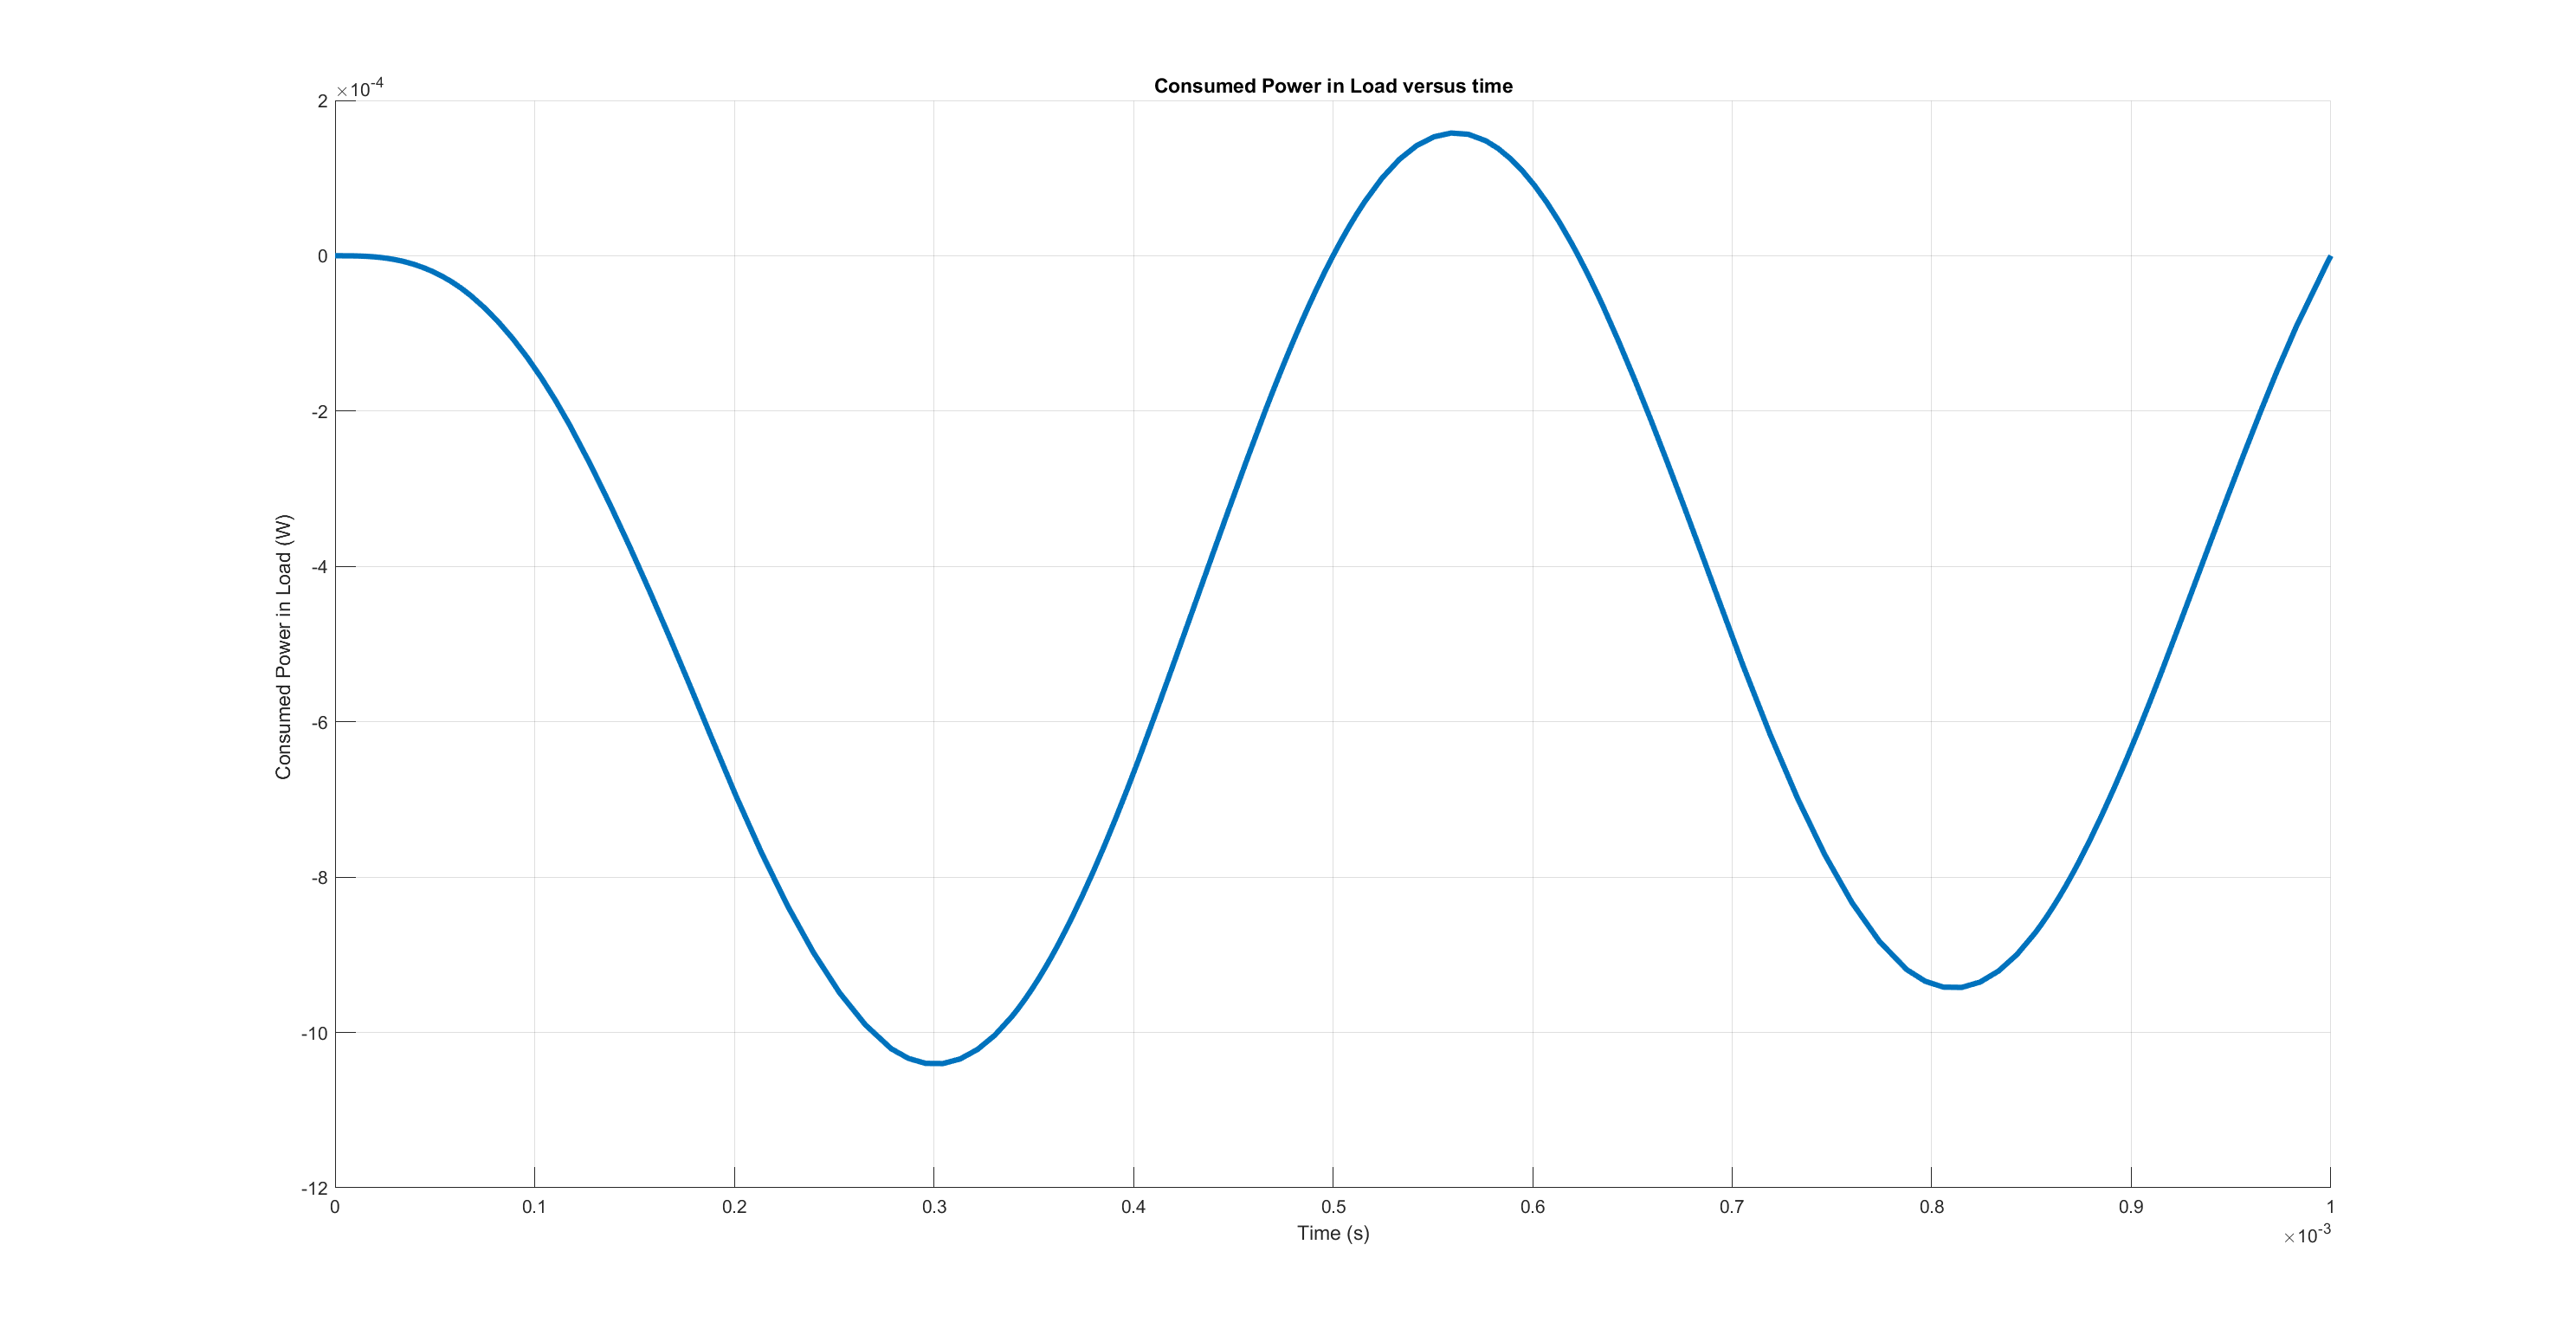 Consumed Power in Load versus time
×10-4
2
0
-2
-4
-6
-8
-10
-12
Consumed Power in Load (W)
0 0.1 0.2 0.3 0.4 0.5 0.6 0.7 0.8 0.9 1
Time (s)
×10-3